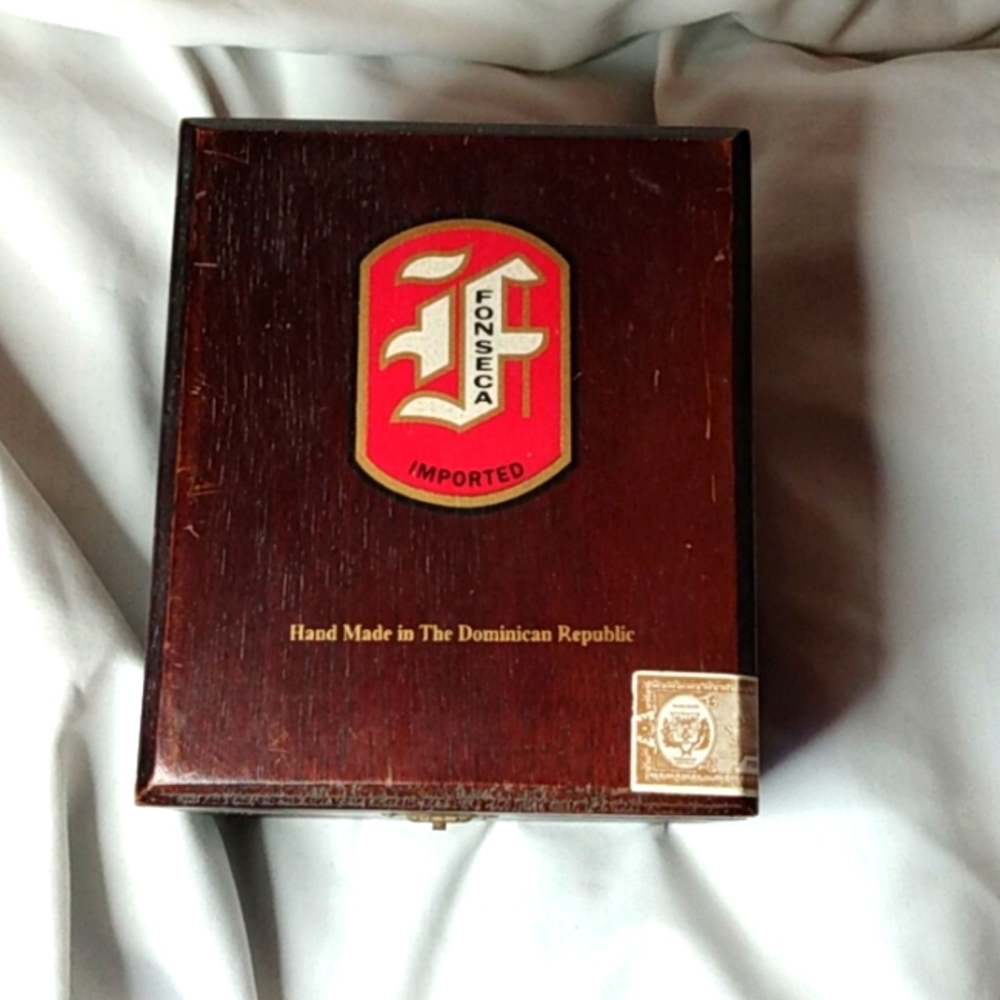 FONSECA
IMPORTED
Hand Made in The Dominican Republic